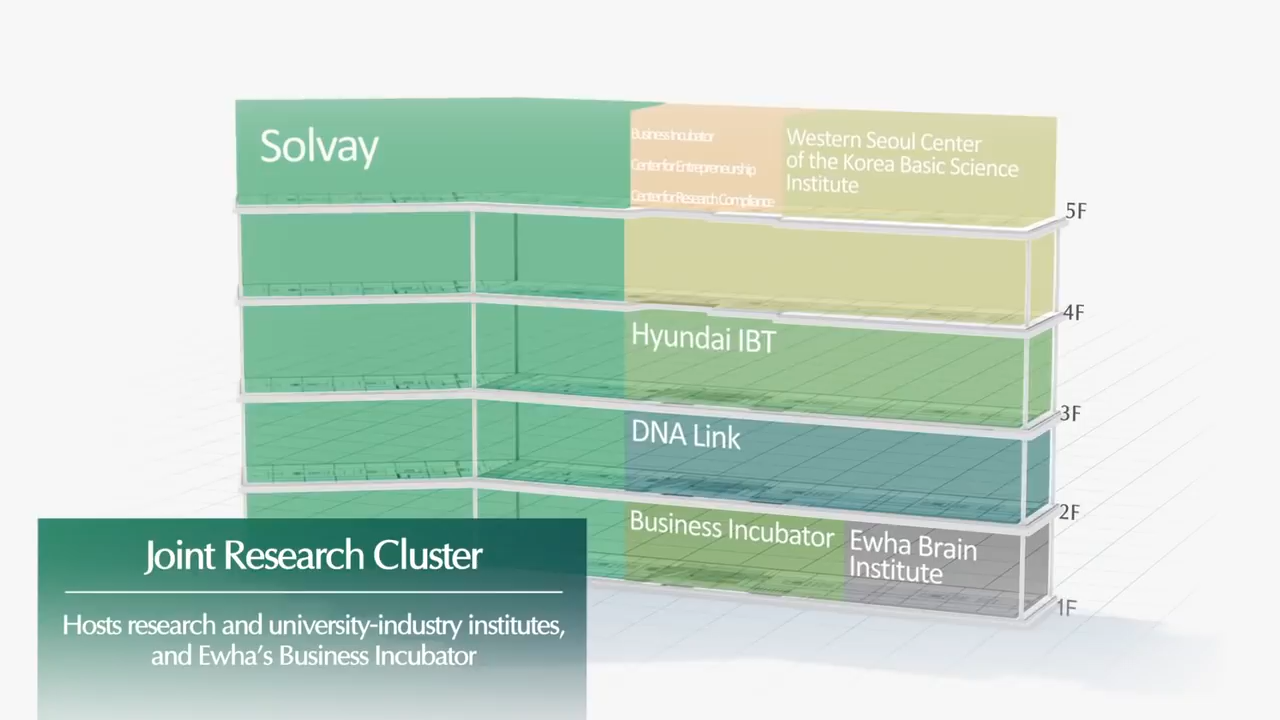 Solvay
Business Incubator
Center for Entrepreneurship
Center for Research Compliance
Western Seoul Center
of the Korea Basic Science
Institute
5F
4F
Hyundai IBT
3F
DNA Link
2F
Business Incubator
Ewha Brain
Institute
1F
Joint Research Cluster
Hosts research and university-industry institutes,
and Ewha's Business Incubator